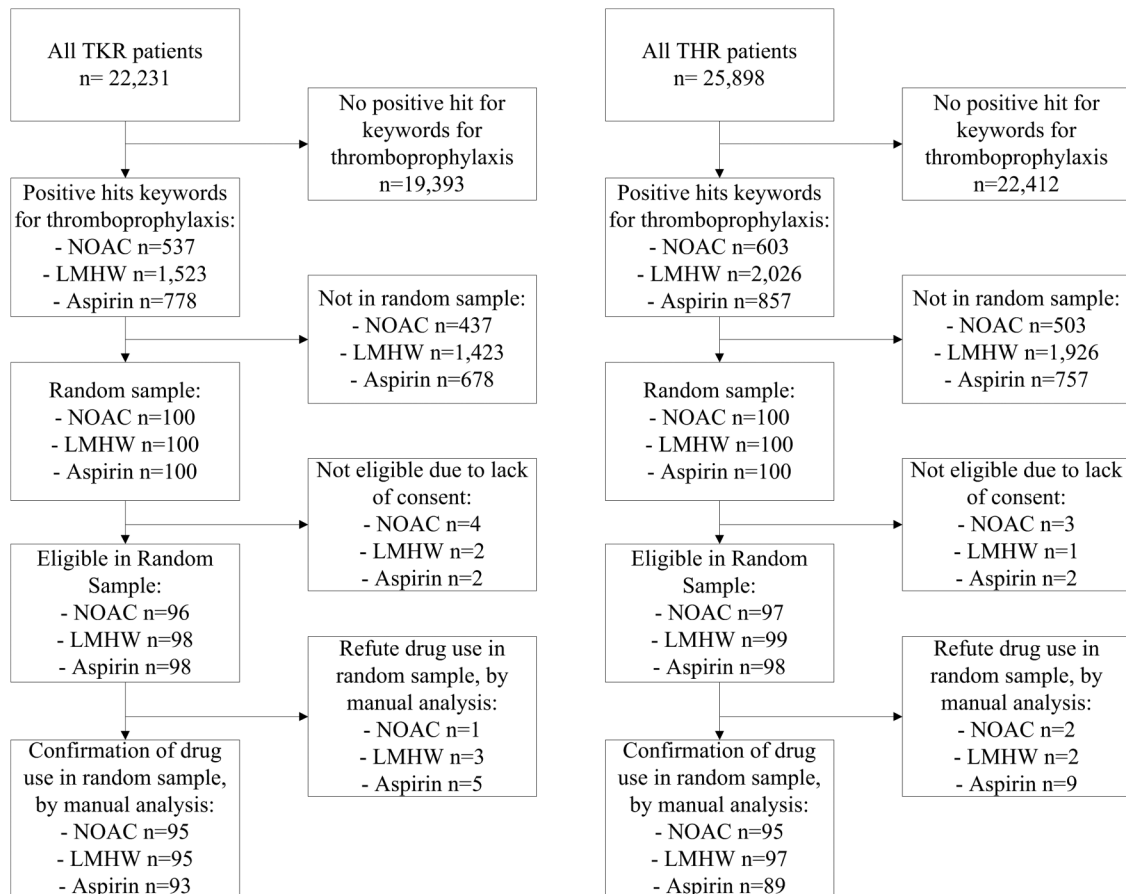 All TKR patients
n= 22,231
No positive hit for
keywords for
thromboprophylaxis
n=19,393
Positive hits keywords
for thromboprophylaxis:
- NOAC n=537
- LMHW n=1,523
- Aspirin n=778
Not in random sample:
- NOAC n=437
- LMHW n=1,423
- Aspirin n=678
Random sample:
- NOAC n=100
- LMHW n=100
- Aspirin n=100
Not eligible due to lack
of consent:
- NOAC n=4
- LMHW n=2
- Aspirin n=2
Eligible in Random
Sample:
- NOAC n=96
- LMHW n=98
- Aspirin n=98
Refute drug use in
random sample, by
manual analysis:
- NOAC n=1
- LMHW n=3
- Aspirin n=5
Confirmation of drug
use in random sample,
by manual analysis:
- NOAC n=95
- LMHW n=95
- Aspirin n=93
All THR patients
n= 25,898
No positive hit for
keywords for
thromboprophylaxis
n=22,412
Positive hits keywords
for thromboprophylaxis:
- NOAC n=603
- LMHW n=2,026
- Aspirin n=857
Not in random sample:
- NOAC n=503
- LMHW n=1,926
- Aspirin n=757
Random sample:
- NOAC n=100
- LMHW n=100
- Aspirin n=100
Not eligible due to lack
of consent:
- NOAC n=3
- LMHW n=1
- Aspirin n=2
Eligible in Random
Sample:
- NOAC n=97
- LMHW n=99
- Aspirin n=98
Refute drug use in
random sample, by
manual analysis:
- NOAC n=2
- LMHW n=2
- Aspirin n=9
Confirmation of drug
use in random sample,
by manual analysis:
- NOAC n=95
- LMHW n=97
- Aspirin n=89